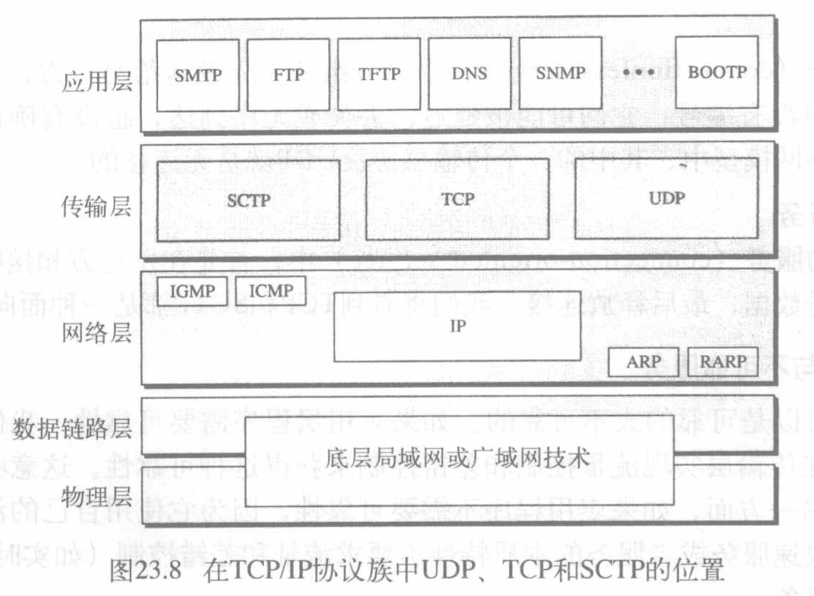 应用层
SMTP
FTP
TFTP
DNS
SNMP
•••
BOOTP
传输层
SCTP
TCP
UDP
网络层
IGMP
ICMP
IP
ARP
RARP
数据链路层
底层局域网或广域网技术
物理层
图23.8 在TCP/IP协议族中UDP、TCP和SCTP的位置